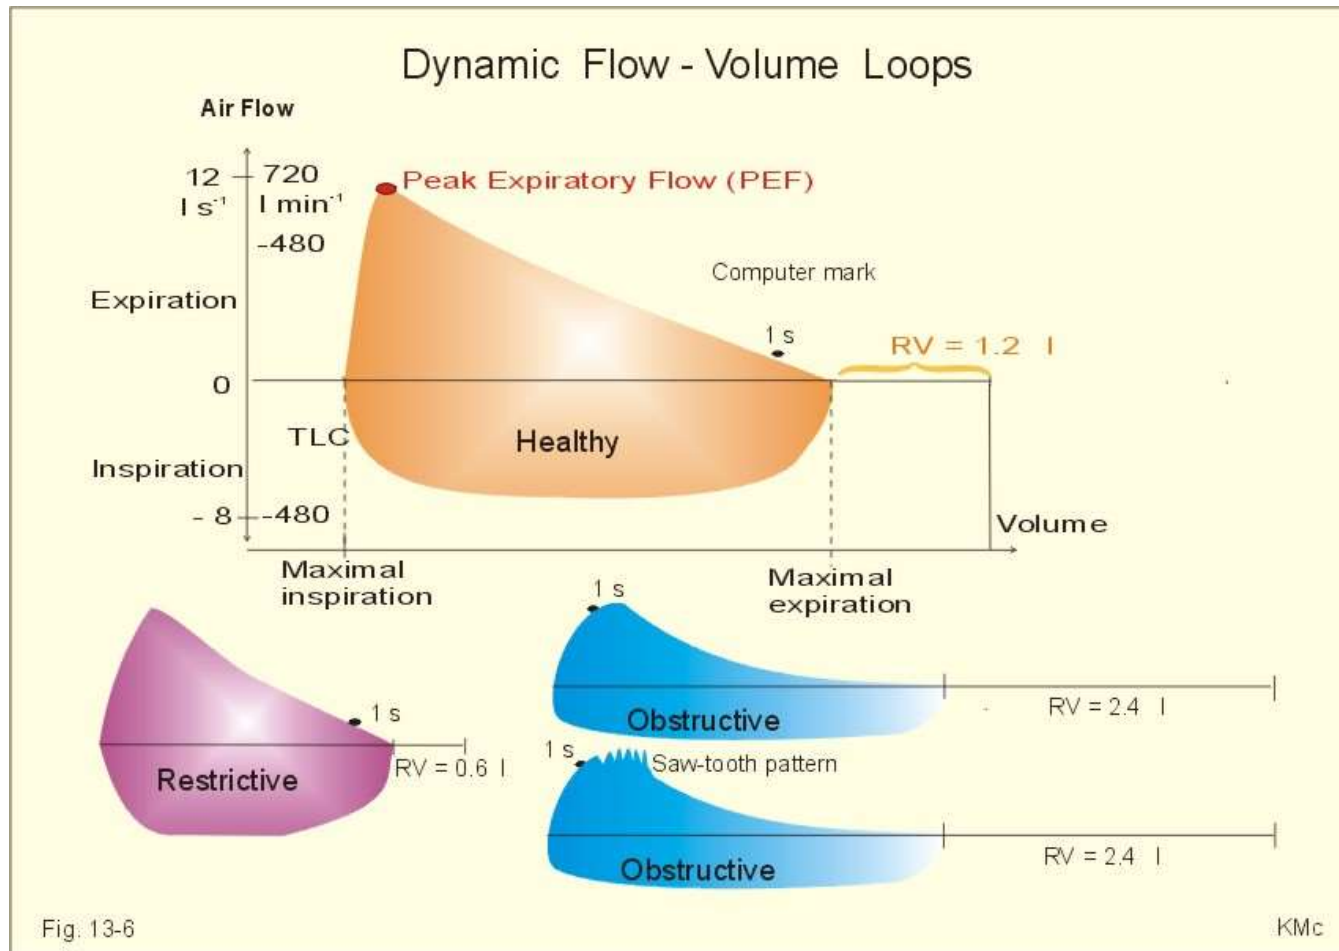 Dynamic Flow - Volume Loops
Air Flow
12 720
l s⁻¹ l min⁻¹
Peak Expiratory Flow (PEF)
-480
Computer mark
Expiration
1 s
RV = 1.2 l
0
TLC
Healthy
Inspiration
- 8 -480
Volume
Maximal
inspiration
Maximal
expiration
1 s
Obstructive
RV = 2.4 l
1 s
Restrictive
RV = 0.6 l
1 s
Saw-tooth pattern
Obstructive
RV = 2.4 l
Fig. 13-6
KMc